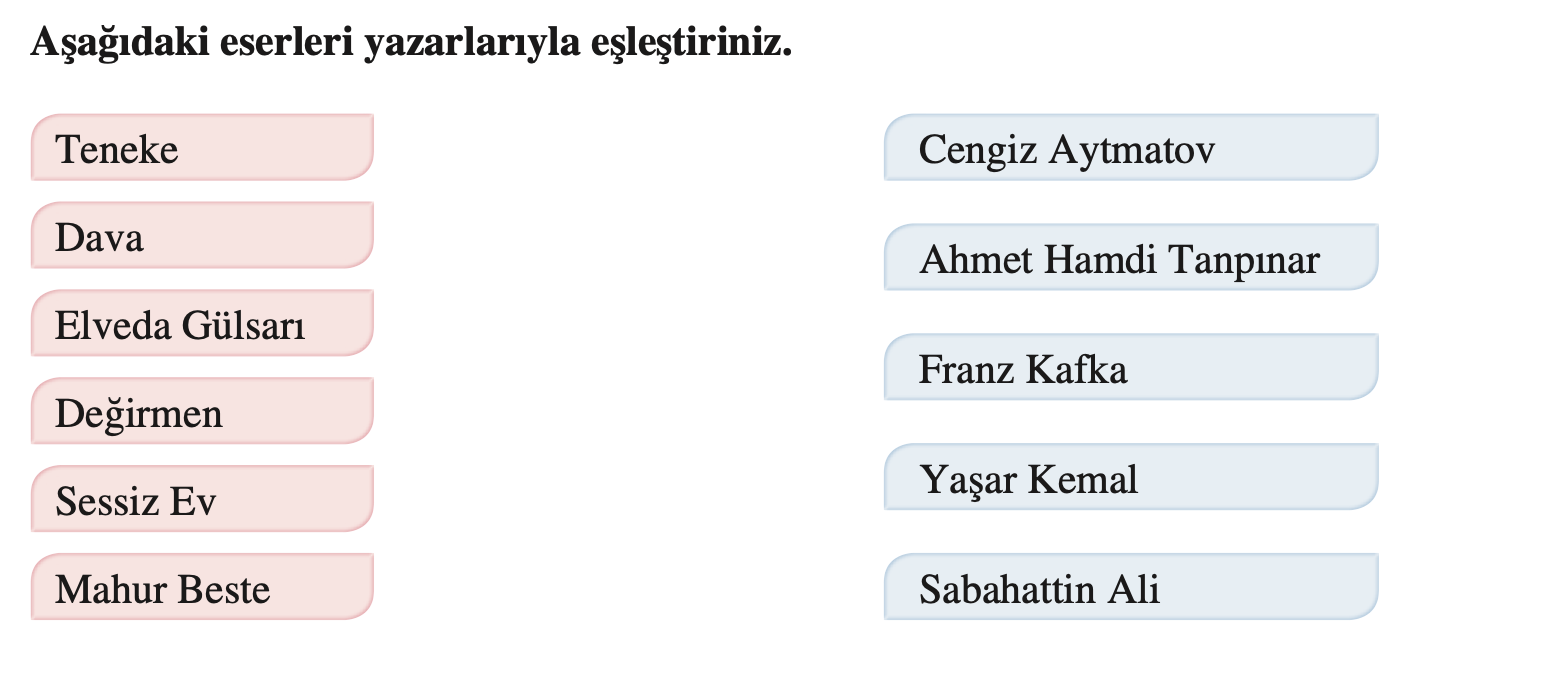 Aşağıdaki eserleri yazarlarıyla eşleştiriniz.
Teneke
Dava
Elveda Gülsarı
Değirmen
Sessiz Ev
Mahur Beste
Cengiz Aytmatov
Ahmet Hamdi Tanpınar
Franz Kafka
Yaşar Kemal
Sabahattin Ali